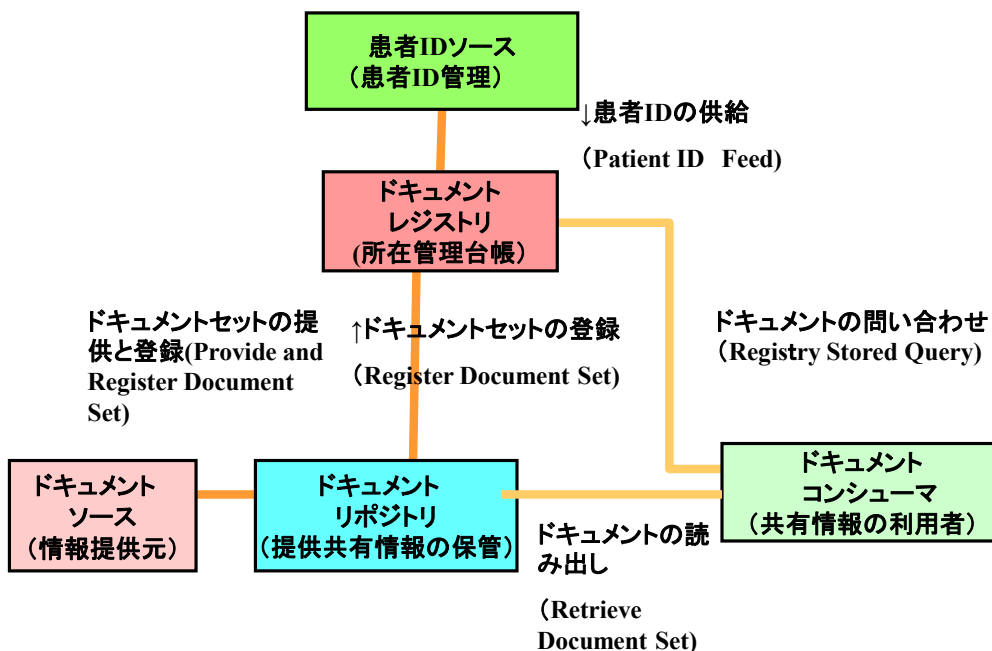 患者IDソース
（患者ID管理）
↓患者IDの供給
（Patient ID Feed)
ドキュメント
レジストリ
(所在管理台帳）
ドキュメントセットの提
供と登録(Provide and
Register Document
Set)
↑ドキュメントセットの登録
（Register Document Set)
ドキュメントの問い合わせ
（Registry Stored Query)
ドキュメント
ソース
（情報提供元）
ドキュメント
リポジトリ
（提供共有情報の保管）
ドキュメント
コンシューマ
（共有情報の利用者）
ドキュメントの読
み出し
（Retrieve
Document Set)